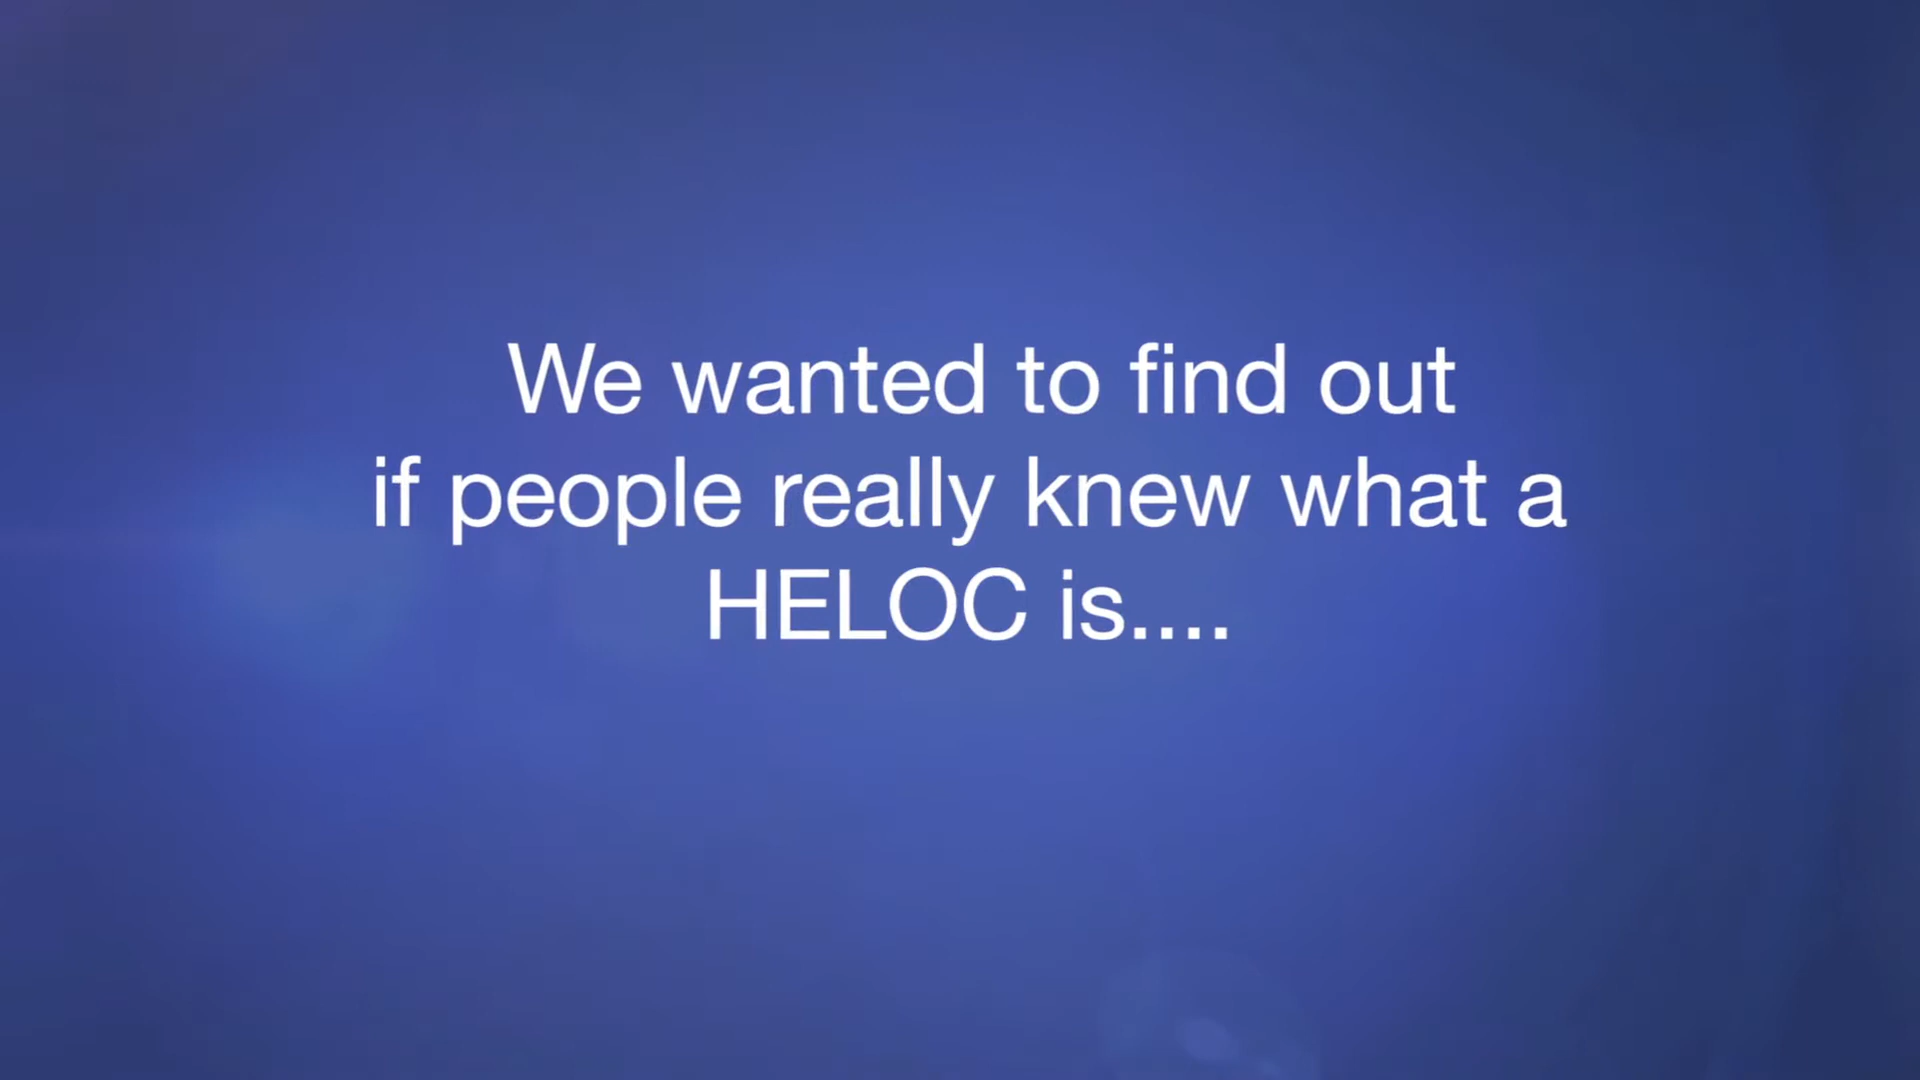 We wanted to find out
if people really knew what a
HELOC is....